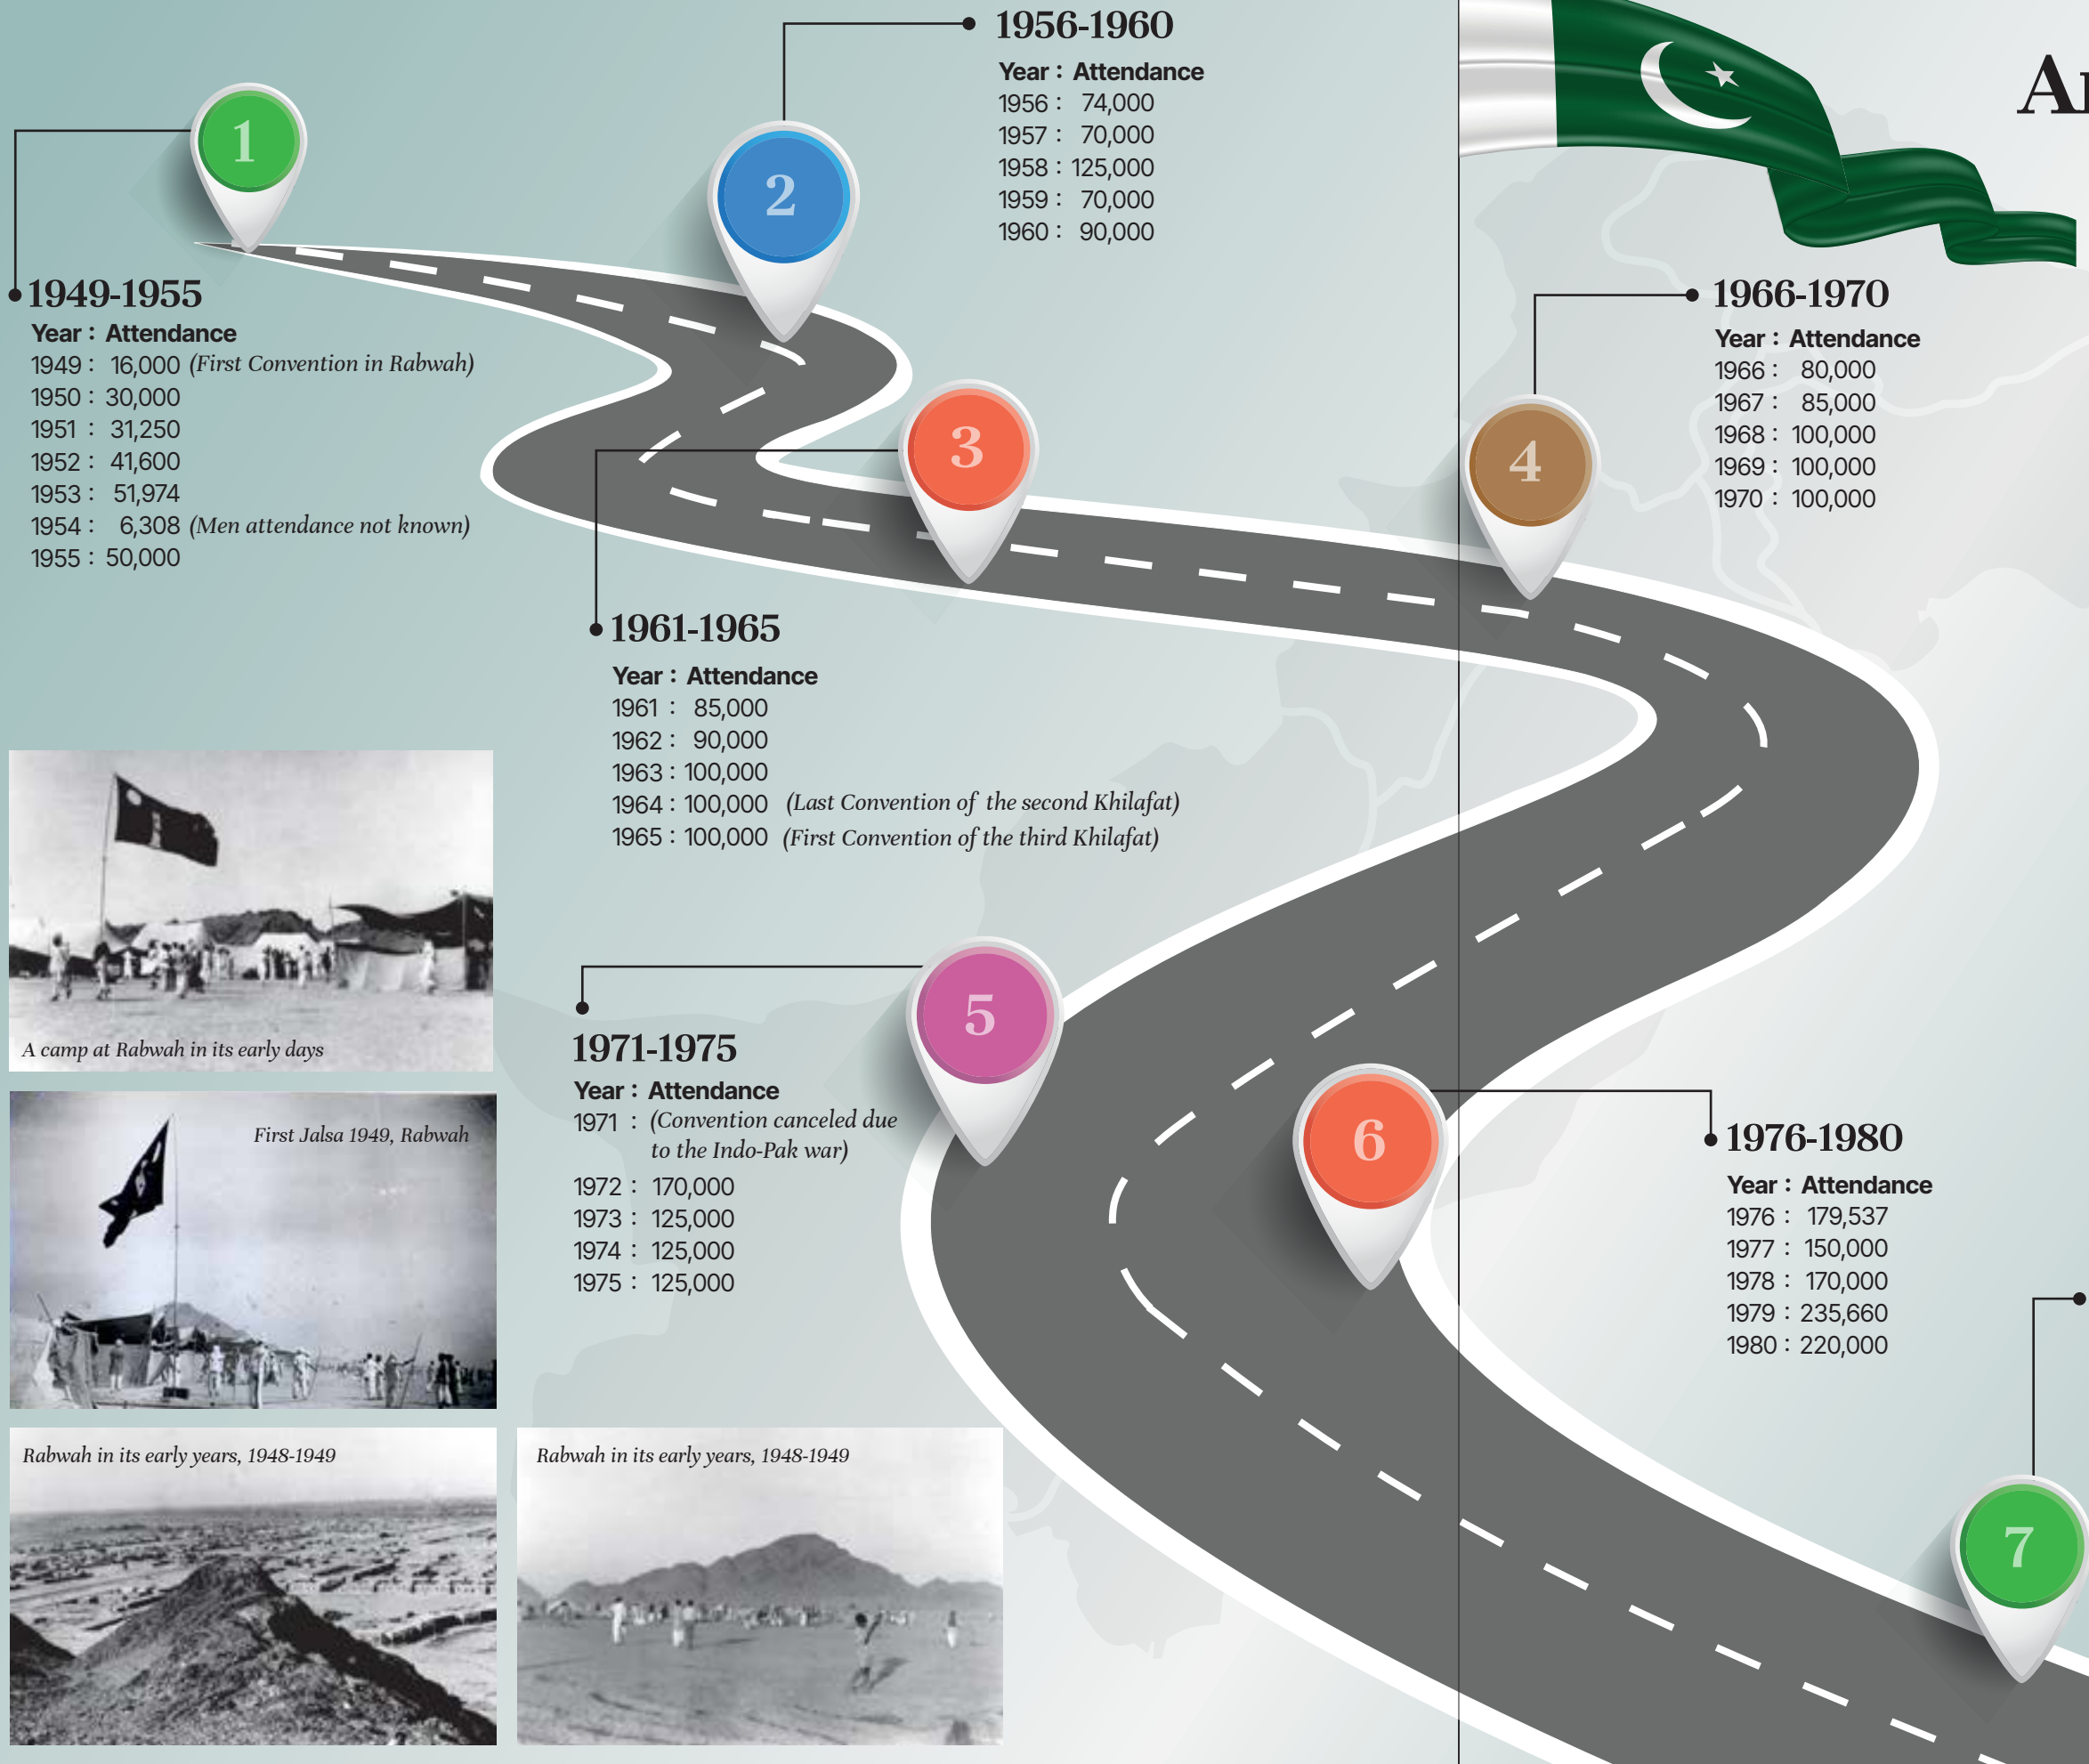 1
1949-1955
Year : Attendance
1949 : 16,000 (First Convention in Rabwah)
1950 : 30,000
1951 : 31,250
1952 : 41,600
1953 : 51,974
1954 : 6,308 (Men attendance not known)
1955 : 50,000
2
1956-1960
Year : Attendance
1956 : 74,000
1957 : 70,000
1958 : 125,000
1959 : 70,000
1960 : 90,000
3
1961-1965
Year : Attendance
1961 : 85,000
1962 : 90,000
1963 : 100,000
1964 : 100,000 (Last Convention of the second Khilafat)
1965 : 100,000 (First Convention of the third Khilafat)
4
1966-1970
Year : Attendance
1966 : 80,000
1967 : 85,000
1968 : 100,000
1969 : 100,000
1970 : 100,000
5
1971-1975
Year : Attendance
1971 : (Convention canceled due
to the Indo-Pak war)
1972 : 170,000
1973 : 125,000
1974 : 125,000
1975 : 125,000
6
1976-1980
Year : Attendance
1976 : 179,537
1977 : 150,000
1978 : 170,000
1979 : 235,660
1980 : 220,000
7
A camp at Rabwah in its early days
First Jalsa 1949, Rabwah
Rabwah in its early years, 1948-1949
Rabwah in its early years, 1948-1949